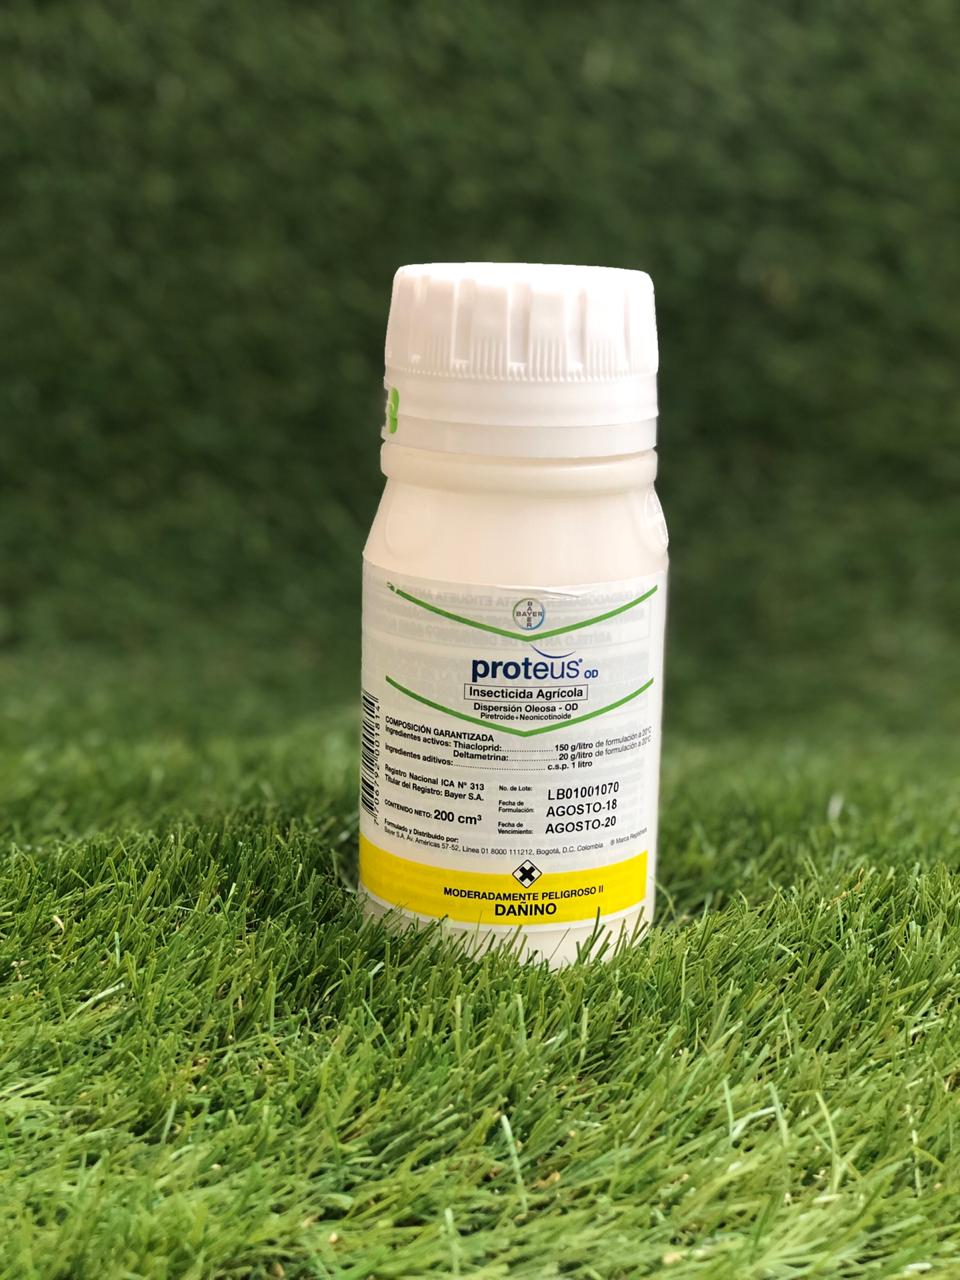 BAYER
proteus® OD
Insecticida Agrícola
Dispersión Oleosa - OD
Piretroide+Neonicotinoide
COMPOSICIÓN GARANTIZADA
Ingredientes activos: Thiacloprid:.............150 g/litro de formulación a 20°C
Deltametrina:.............20 g/litro de formulación a 20°C
Ingredientes aditivos:.............c.s.p. 1 litro
Registro Nacional ICA N° 313
Titular del Registro: Bayer S.A.
CONTENIDO NETO: 200 cm³
No. de Lote: LB01001070
Fecha de Formulación: AGOSTO-18
Fecha de Vencimiento: AGOSTO-20
Formulado y Distribuido por:
Bayer S.A. Av. Américas 57-52, Línea 01 8000 111212, Bogotá, D.C. Colombia ® Marca Registrada
MODERADAMENTE PELIGROSO II
DAÑINO